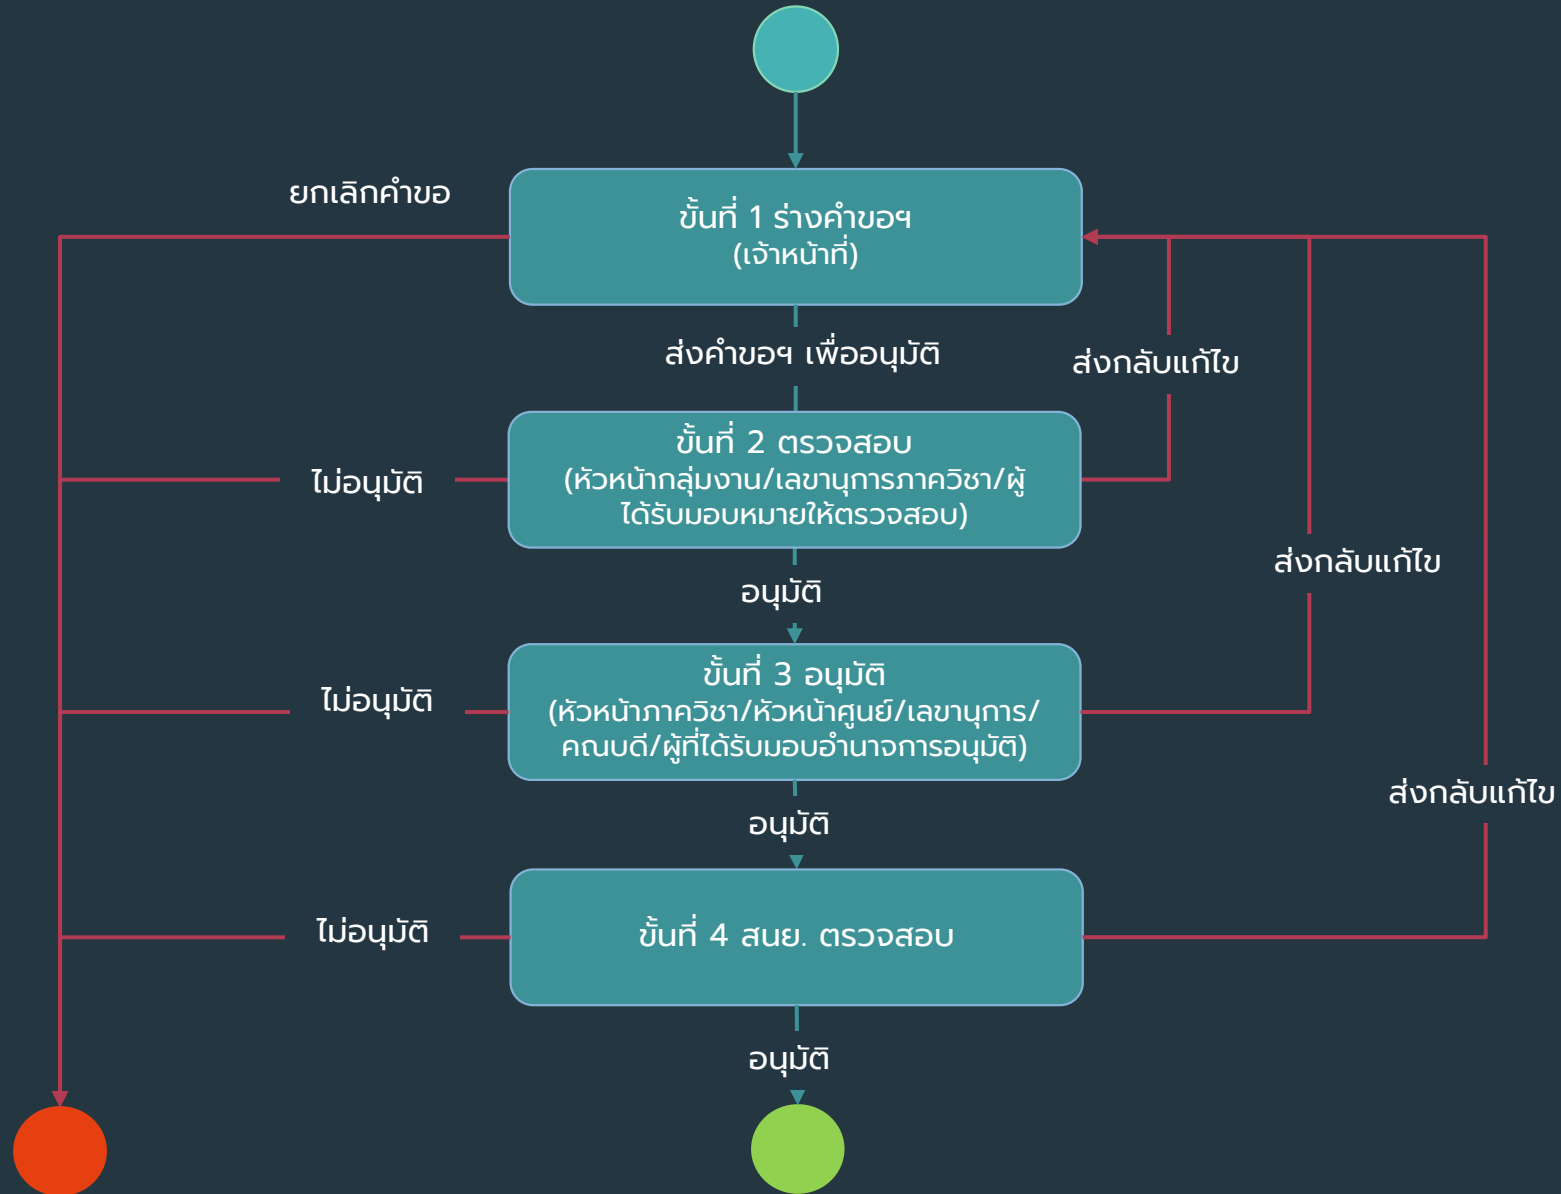 ยกเลิกคำขอ
ขั้นที่ 1 ร่างคำขอฯ
(เจ้าหน้าที่)
ส่งคำขอฯ เพื่ออนุมัติ
ส่งกลับแก้ไข
ขั้นที่ 2 ตรวจสอบ
(หัวหน้ากลุ่มงาน/เลขานุการภาควิชา/ผู้
ได้รับมอบหมายให้ตรวจสอบ)
ไม่อนุมัติ
ส่งกลับแก้ไข
อนุมัติ
ขั้นที่ 3 อนุมัติ
(หัวหน้าภาควิชา/หัวหน้าศูนย์/เลขานุการ/
คณบดี/ผู้ที่ได้รับมอบอำนาจการอนุมัติ)
ไม่อนุมัติ
ส่งกลับแก้ไข
อนุมัติ
ไม่อนุมัติ
ขั้นที่ 4 สนย. ตรวจสอบ
อนุมัติ